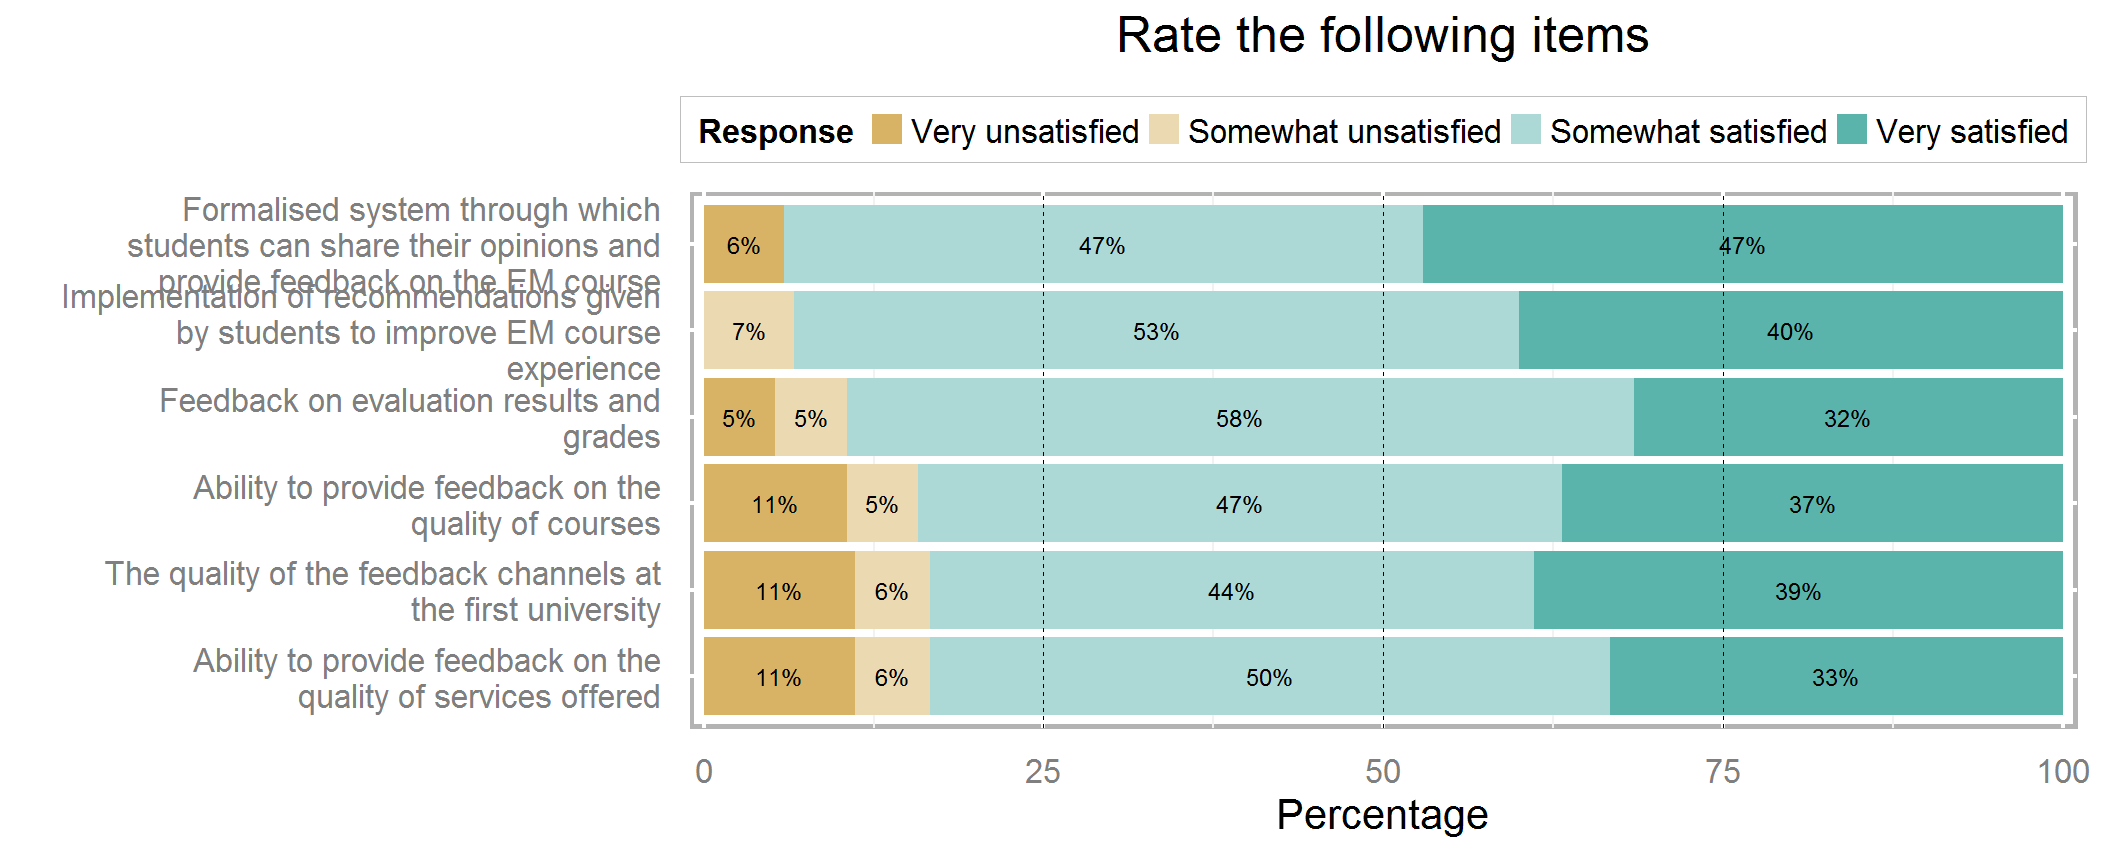 Rate the following items
Response Very unsatisfied Somewhat unsatisfied Somewhat satisfied Very satisfied
Formalised system through which
students can share their opinions and
provide feedback on the EM course
6% 47% 47%
Implementation of recommendations given
by students to improve EM course
experience
7% 53% 40%
Feedback on evaluation results and
grades
5% 5% 58% 32%
Ability to provide feedback on the
quality of courses
11% 5% 47% 37%
The quality of the feedback channels at
the first university
11% 6% 44% 39%
Ability to provide feedback on the
quality of services offered
11% 6% 50% 33%
0 25 50 75 100
Percentage